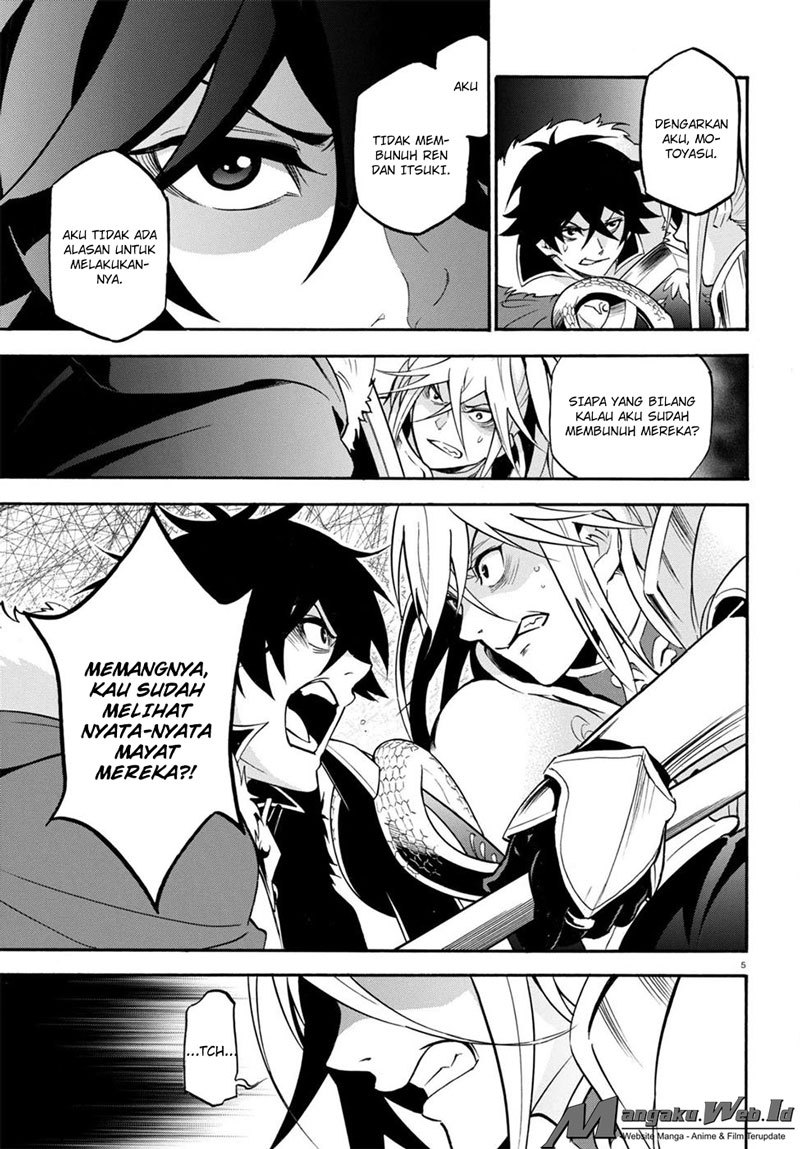 DENGARKAN
AKU, MO-
TOYASU.
AKU
TIDAK MEM-
BUNUH REN
DAN ITSUKI.
AKU TIDAK ADA
ALASAN UNTUK
MELAKUKAN-
NYA.
SIAPA YANG BILANG
KALAU AKU SUDAH
MEMBUNUH MEREKA?
MEMANGNYA,
KAU SUDAH
MELIHAT
NYATA-NYATA
MAYAT
MEREKA?!
5
...TCH...
Mangaku.Web.Id
Website Manga - Anime & Film Terupdate